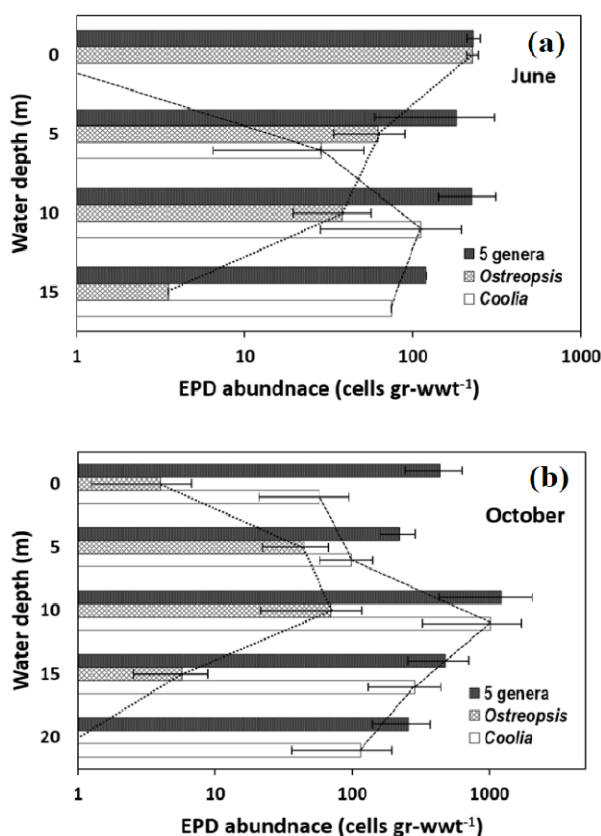 (a)
June
Water depth (m)
0
5
10
15
5 genera
Ostreopsis
Coolia
1 10 100 1000
EPD abundnace (cells gr-wwt⁻¹)
(b)
October
Water depth (m)
0
5
10
15
20
5 genera
Ostreopsis
Coolia
1 10 100 1000
EPD abundnace (cells gr-wwt⁻¹)